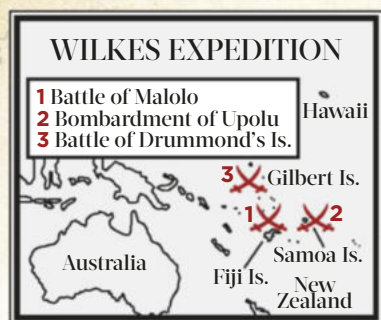 WILKES EXPEDITION
1 Battle of Malolo
2 Bombardment of Upolu
3 Battle of Drummond's Is.
Hawaii
3
Gilbert Is.
1
2
Samoa Is.
Australia
Fiji Is.
New
Zealand